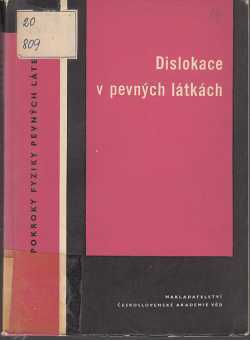 20
809
Dislokace
v pevných látkách
POKROKY FYZIKY PEVNÝCH LÁTE
NAKLADATELSTVÍ
ČESKOSLOVENSKÉ AKADEMIE VĚD